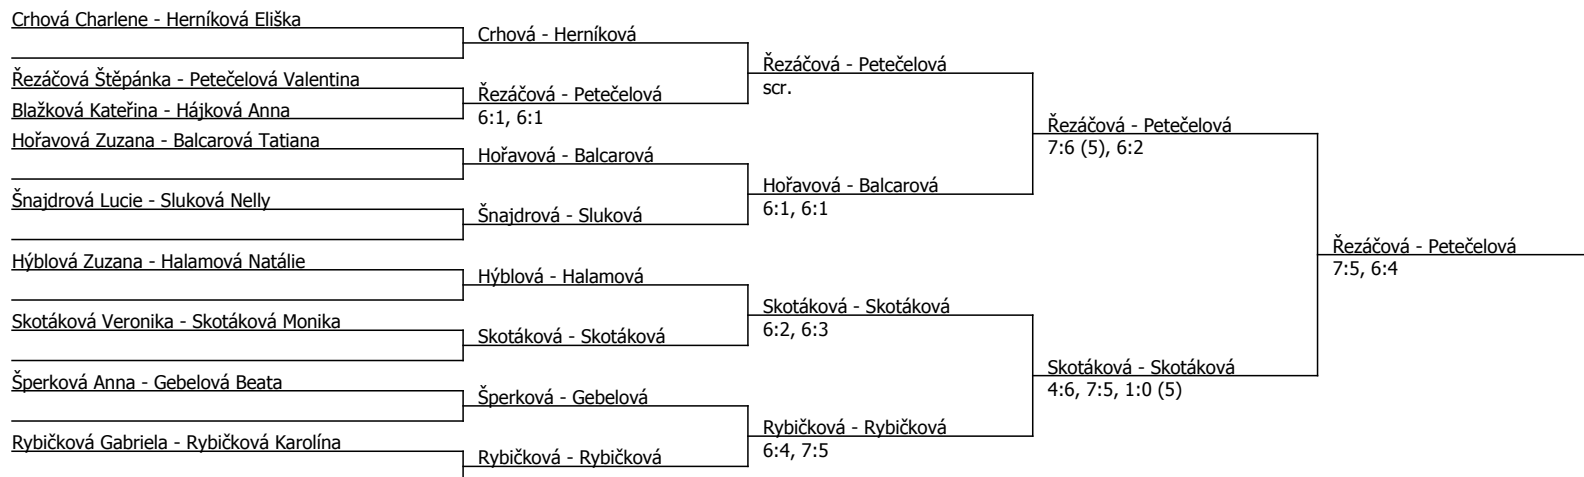 Crhová Charlene - Herníková Eliška
Řezáčová Štěpánka - Petečelová Valentina
Blažková Kateřina - Hájková Anna
Hořavová Zuzana - Balcarová Tatiana
Šnajdrová Lucie - Sluková Nelly
Hýblová Zuzana - Halamová Natálie
Skotáková Veronika - Skotáková Monika
Šperková Anna - Gebelová Beata
Rybičková Gabriela - Rybičková Karolína
Crhová - Herníková
Řezáčová - Petečelová
6:1, 6:1
Hořavová - Balcarová
Šnajdrová - Sluková
Hýblová - Halamová
Skotáková - Skotáková
Šperková - Gebelová
Rybičková - Rybičková
Řezáčová - Petečelová
scr.
Hořavová - Balcarová
6:1, 6:1
Skotáková - Skotáková
6:2, 6:3
Rybičková - Rybičková
6:4, 7:5
Řezáčová - Petečelová
7:6 (5), 6:2
Skotáková - Skotáková
4:6, 7:5, 1:0 (5)
Řezáčová - Petečelová
7:5, 6:4